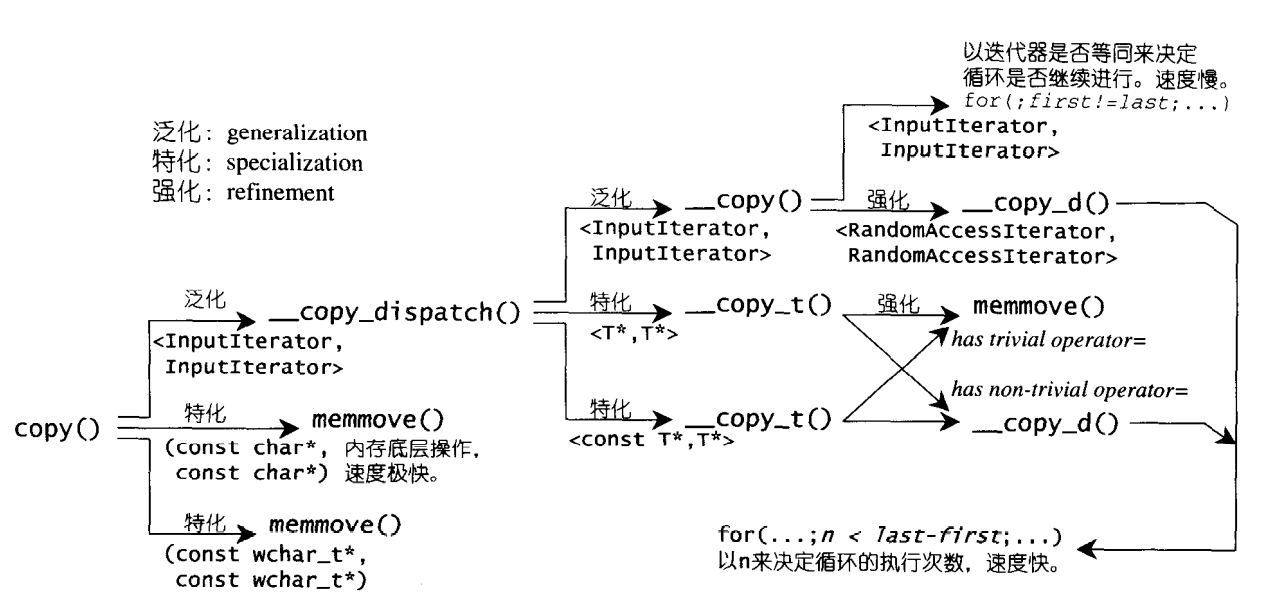 以迭代器是否等同来决定
循环是否继续进行。速度慢。
for(;first!=last;...)
<InputIterator,
InputIterator>
泛化: generalization
特化: specialization
强化: refinement
泛化
__copy()
强化
__copy_d()
<InputIterator,
InputIterator>
<RandomAccessIterator,
RandomAccessIterator>
泛化
__copy_dispatch()
<InputIterator,
InputIterator>
特化
__copy_t()
强化
memmove()
<T*,T*>
has trivial operator=
has non-trivial operator=
特化
__copy_t()
__copy_d()
<const T*,T*>
copy()
特化
memmove()
(const char*, 内存底层操作,
const char*) 速度极快。
特化
memmove()
(const wchar_t*,
const wchar_t*)
for(...;n < last-first;...)
以n来决定循环的执行次数, 速度快。